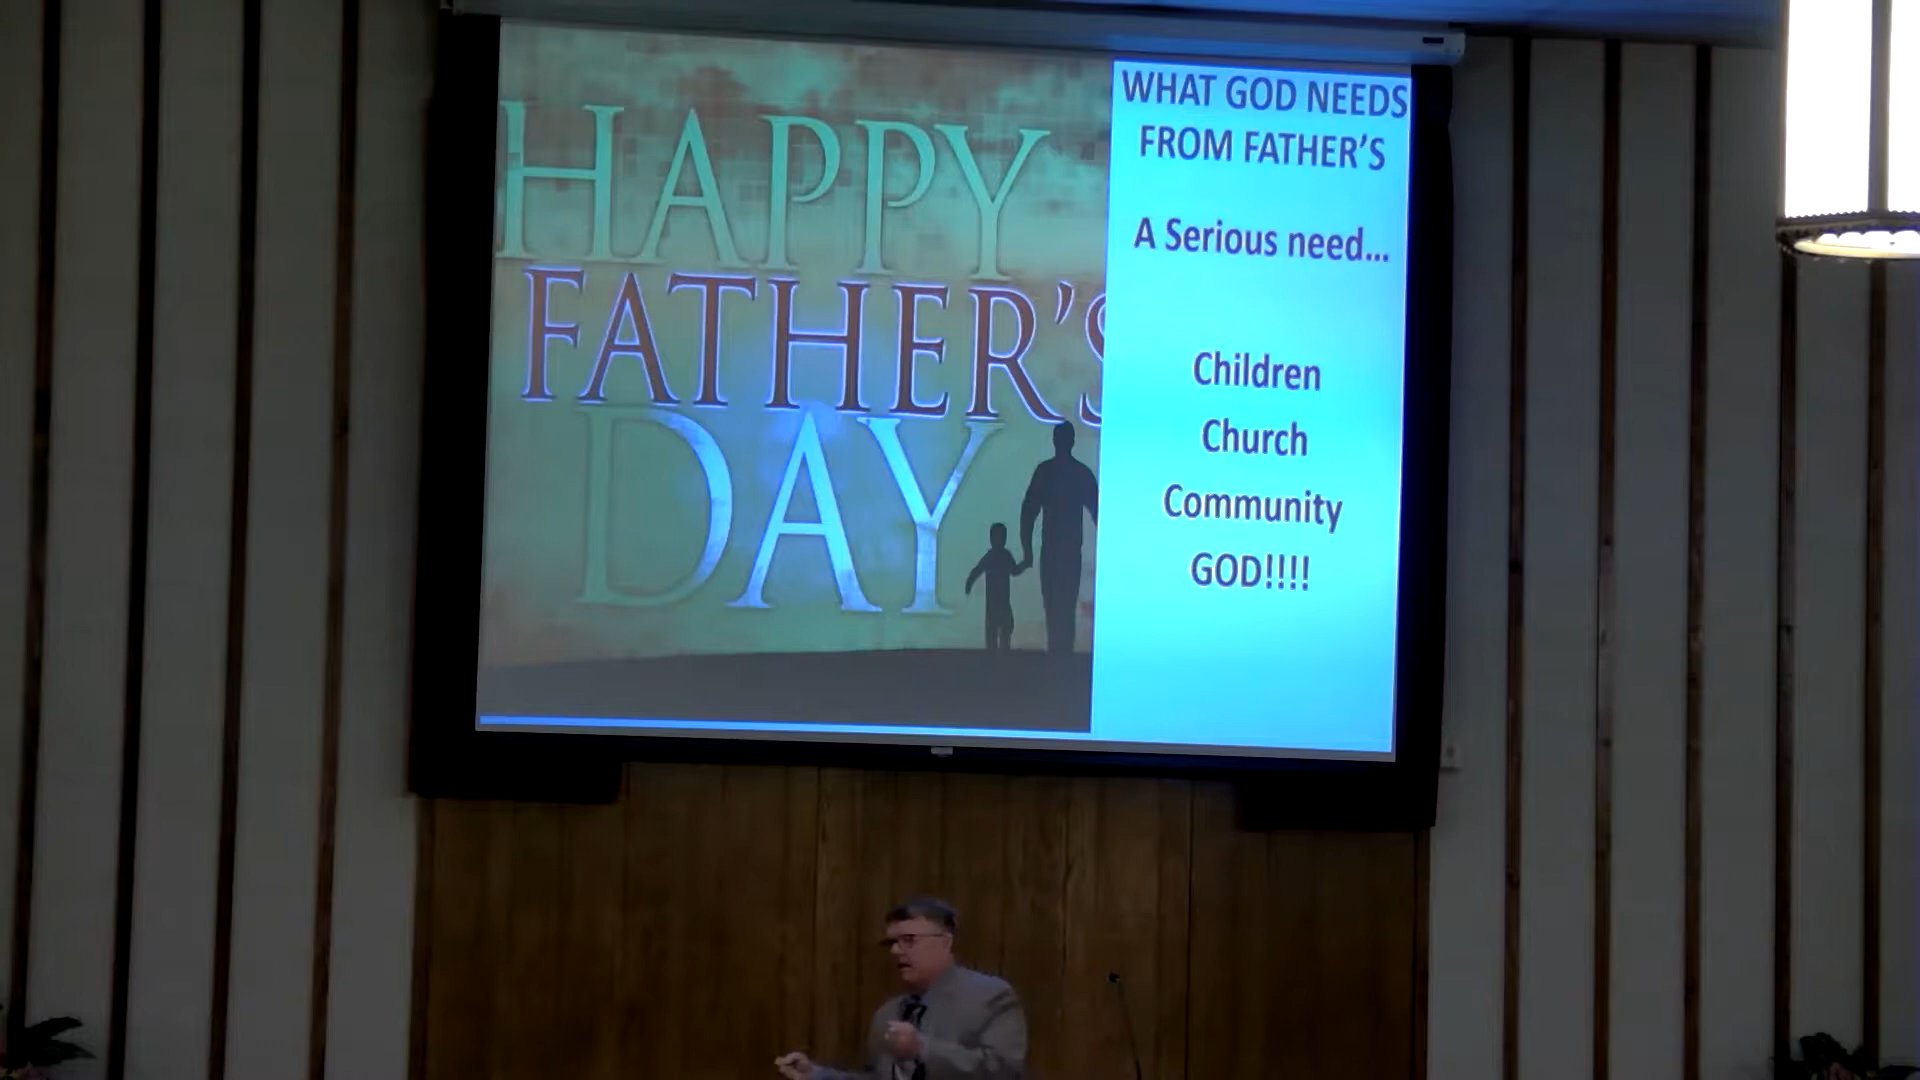 HAPPY
FATHER'S
DAY
WHAT GOD NEEDS
FROM FATHER'S
A Serious need...
Children
Church
Community
GOD!!!!